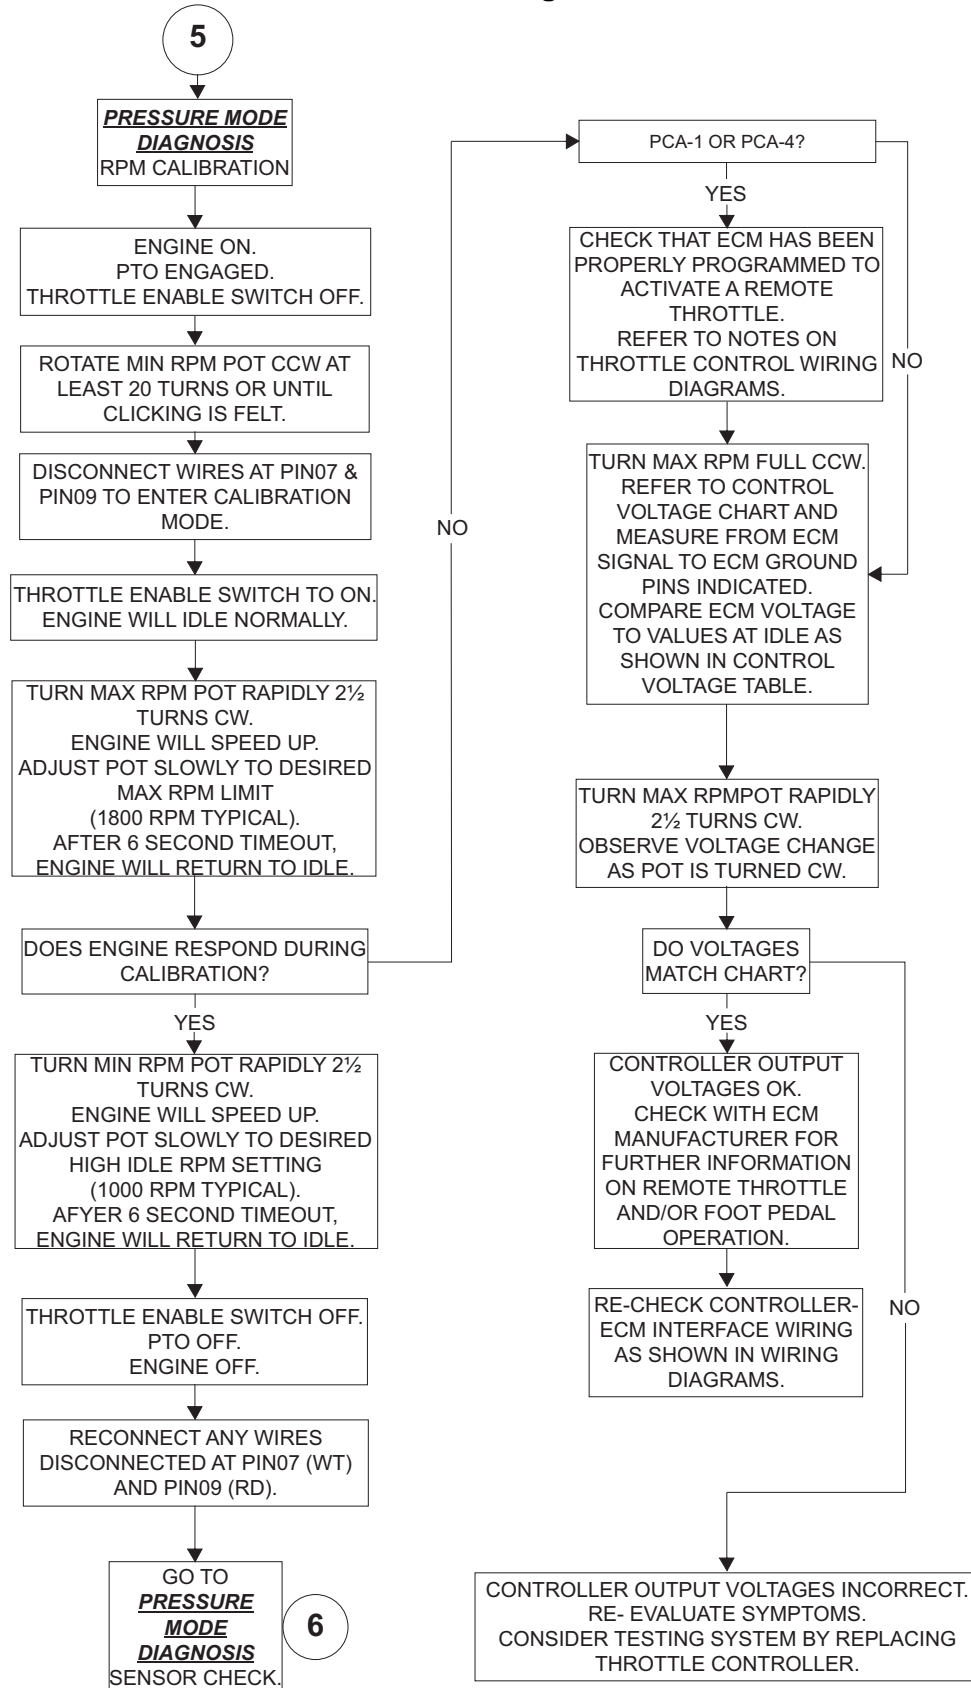 5
PRESSURE MODE
DIAGNOSIS
RPM CALIBRATION
ENGINE ON.
PTO ENGAGED.
THROTTLE ENABLE SWITCH OFF.
ROTATE MIN RPM POT CCW AT
LEAST 20 TURNS OR UNTIL
CLICKING IS FELT.
DISCONNECT WIRES AT PIN07 &
PIN09 TO ENTER CALIBRATION
MODE.
THROTTLE ENABLE SWITCH TO ON.
ENGINE WILL IDLE NORMALLY.
TURN MAX RPM POT RAPIDLY 2½
TURNS CW.
ENGINE WILL SPEED UP.
ADJUST POT SLOWLY TO DESIRED
MAX RPM LIMIT
(1800 RPM TYPICAL).
AFTER 6 SECOND TIMEOUT,
ENGINE WILL RETURN TO IDLE.
DOES ENGINE RESPOND DURING
CALIBRATION?
YES
TURN MIN RPM POT RAPIDLY 2½
TURNS CW.
ENGINE WILL SPEED UP.
ADJUST POT SLOWLY TO DESIRED
HIGH IDLE RPM SETTING
(1000 RPM TYPICAL).
AFYER 6 SECOND TIMEOUT,
ENGINE WILL RETURN TO IDLE.
THROTTLE ENABLE SWITCH OFF.
PTO OFF.
ENGINE OFF.
RECONNECT ANY WIRES
DISCONNECTED AT PIN07 (WT)
AND PIN09 (RD).
GO TO
PRESSURE
MODE
DIAGNOSIS
SENSOR CHECK.
6
NO
PCA-1 OR PCA-4?
YES
CHECK THAT ECM HAS BEEN
PROPERLY PROGRAMMED TO
ACTIVATE A REMOTE
THROTTLE.
REFER TO NOTES ON
THROTTLE CONTROL WIRING
DIAGRAMS.
NO
TURN MAX RPM FULL CCW.
REFER TO CONTROL
VOLTAGE CHART AND
MEASURE FROM ECM
SIGNAL TO ECM GROUND
PINS INDICATED.
COMPARE ECM VOLTAGE
TO VALUES AT IDLE AS
SHOWN IN CONTROL
VOLTAGE TABLE.
TURN MAX RPMPOT RAPIDLY
2½ TURNS CW.
OBSERVE VOLTAGE CHANGE
AS POT IS TURNED CW.
DO VOLTAGES
MATCH CHART?
YES
CONTROLLER OUTPUT
VOLTAGES OK.
CHECK WITH ECM
MANUFACTURER FOR
FURTHER INFORMATION
ON REMOTE THROTTLE
AND/OR FOOT PEDAL
OPERATION.
RE-CHECK CONTROLLER-
ECM INTERFACE WIRING
AS SHOWN IN WIRING
DIAGRAMS.
NO
CONTROLLER OUTPUT VOLTAGES INCORRECT.
RE- EVALUATE SYMPTOMS.
CONSIDER TESTING SYSTEM BY REPLACING
THROTTLE CONTROLLER.